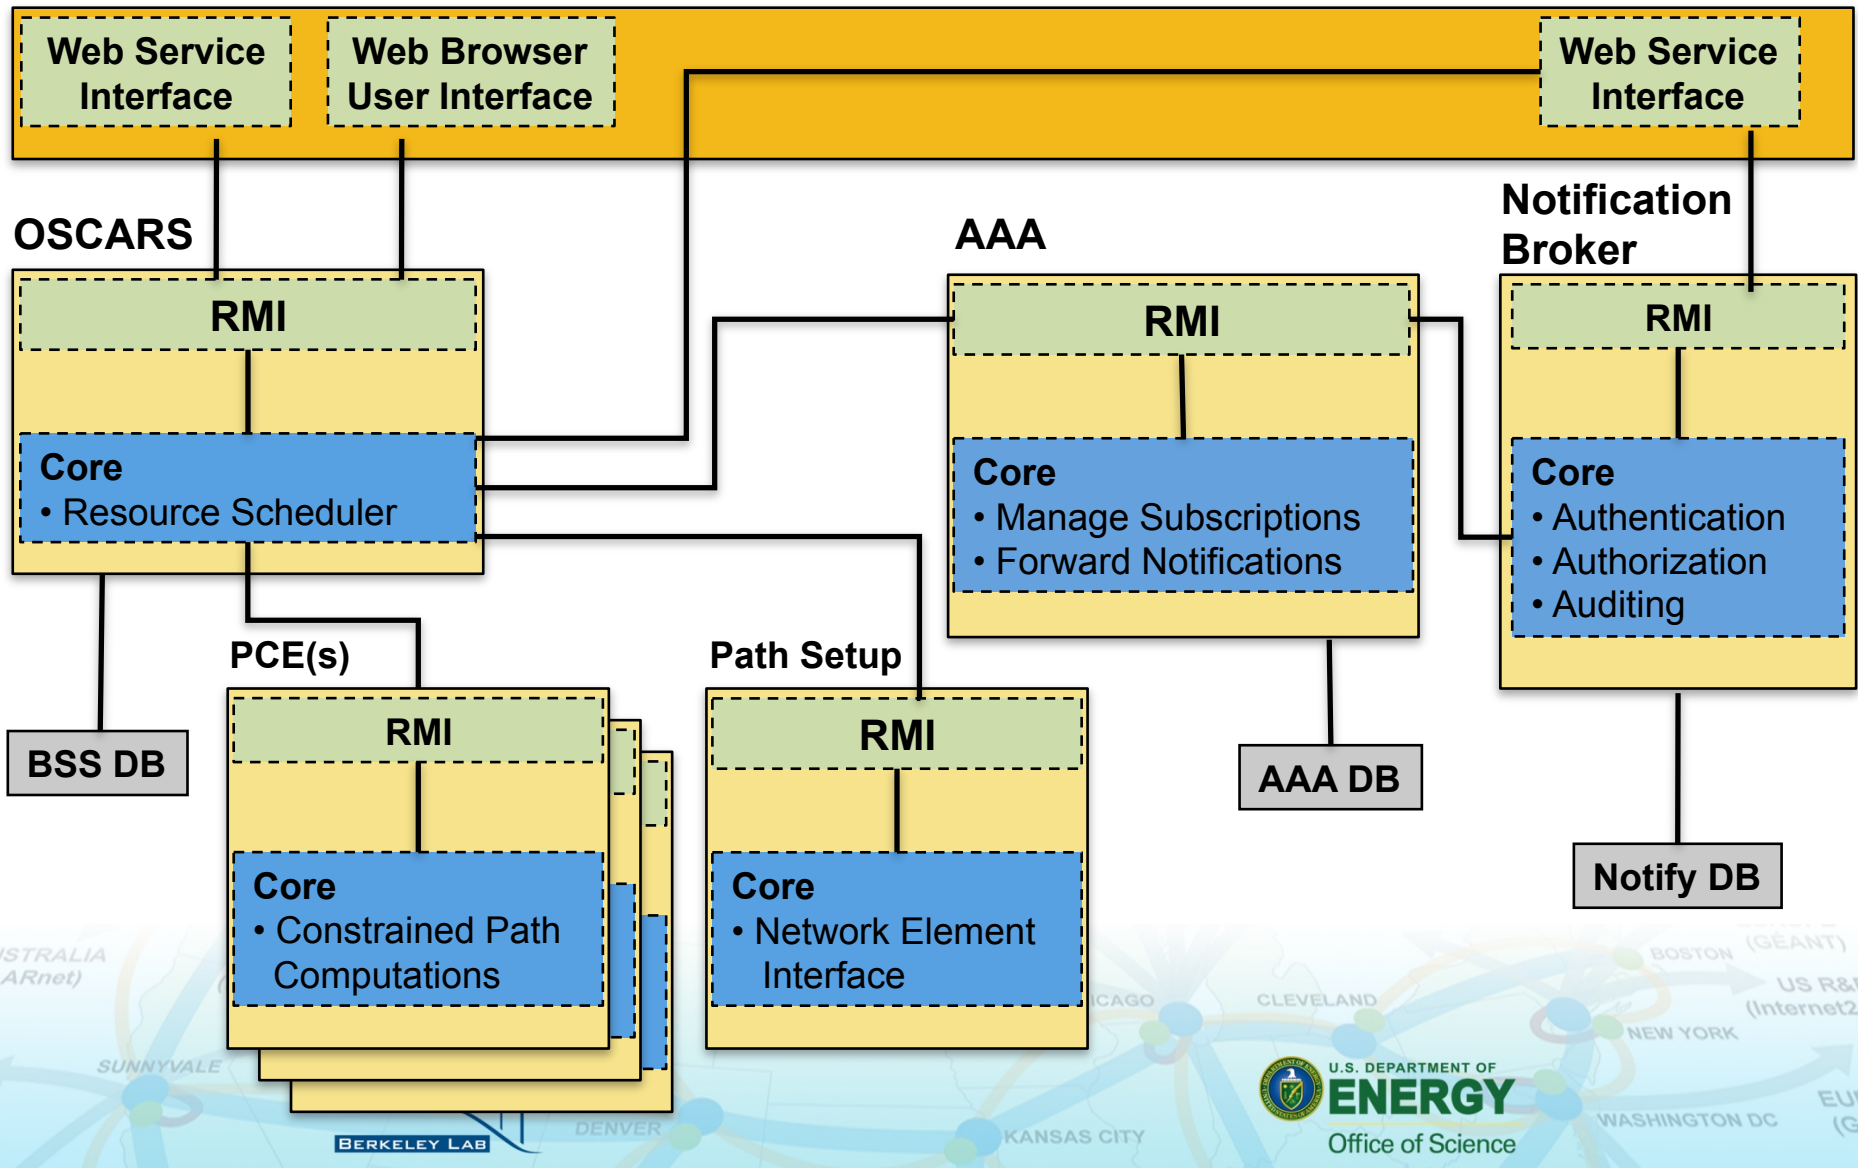 Web Service
Interface
Web Browser
User Interface
Web Service
Interface
OSCARS
AAA
Notification
Broker
RMI
RMI
RMI
Core
• Resource Scheduler
Core
• Manage Subscriptions
• Forward Notifications
Core
• Authentication
• Authorization
• Auditing
PCE(s)
Path Setup
BSS DB
RMI
RMI
AAA DB
Notify DB
Core
• Constrained Path
Computations
Core
• Network Element
Interface
BOSTON
(GÉANT)
ARnet)
CLEVELAND
NEW YORK
SUNNYVALE
DENVER
KANSAS CITY
WASHINGTON DC
BERKELEY LAB
U.S. DEPARTMENT OF
ENERGY
Office of Science